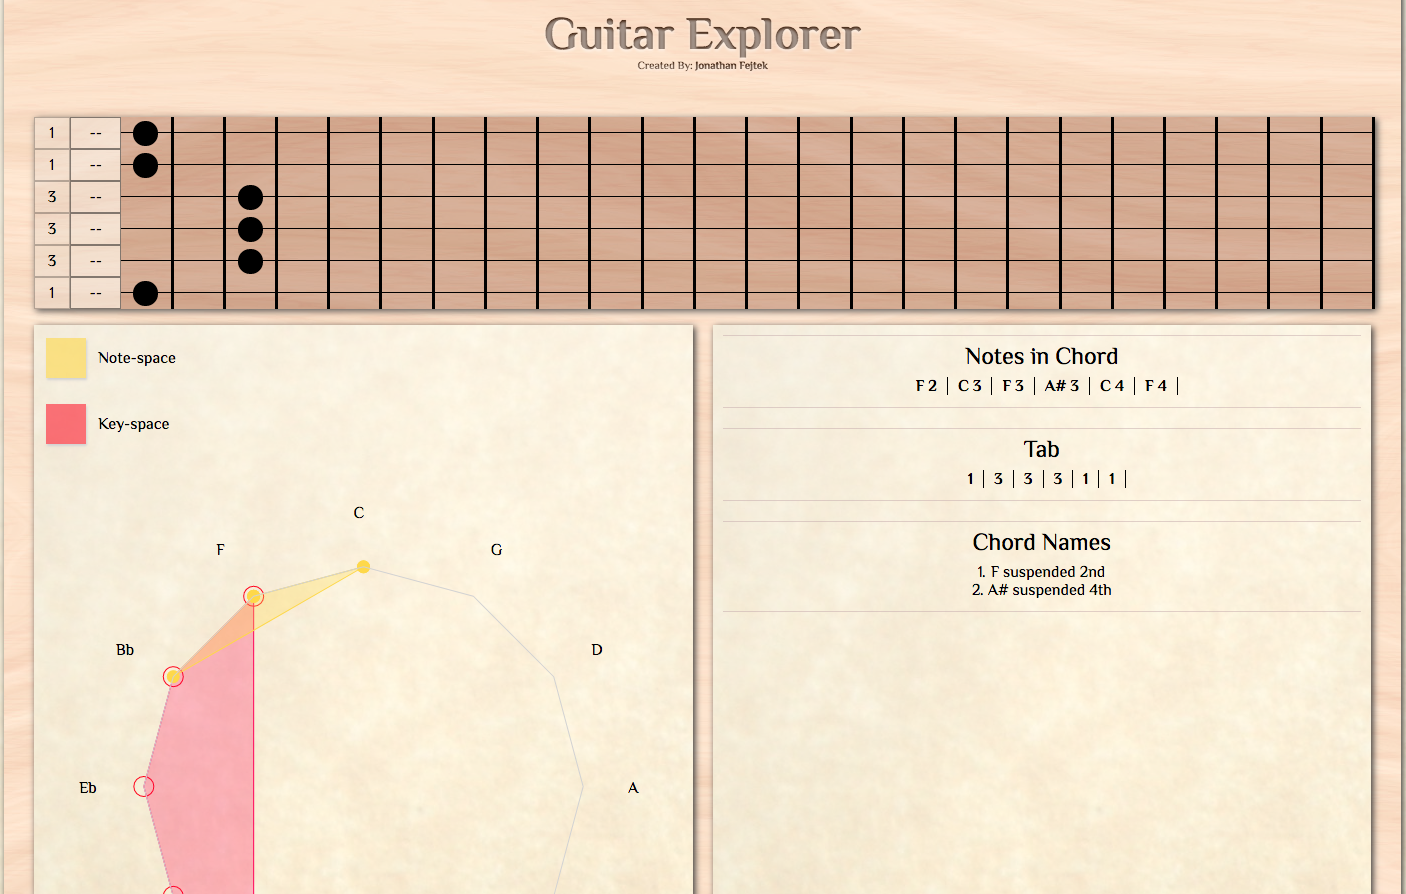 Guitar Explorer
Created By: Jonathan Fejtek
1 --
1 --
3 --
3 --
3 --
1 --
Note-space
Key-space
C
F
G
Bb
D
Eb
A
Notes in Chord
F 2 | C 3 | F 3 | A# 3 | C 4 | F 4 |
Tab
1 | 3 | 3 | 3 | 1 | 1 |
Chord Names
1. F suspended 2nd
2. A# suspended 4th